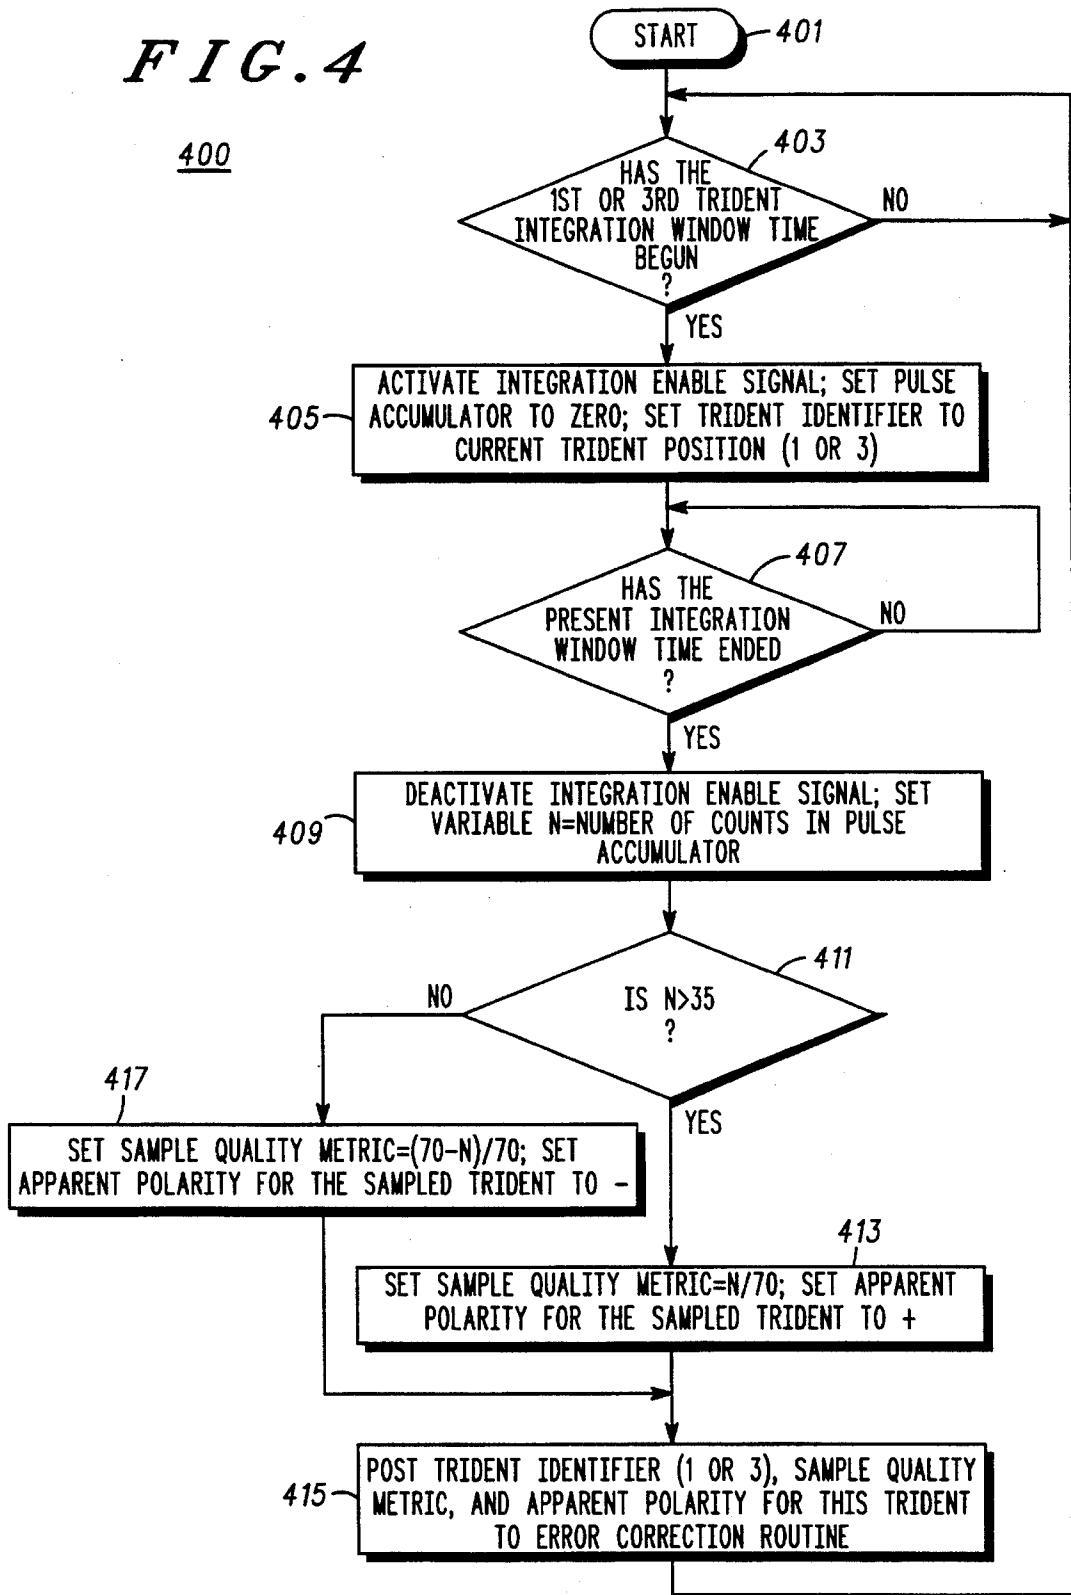 FIG.4
400
START
401
403
HAS THE
1ST OR 3RD TRIDENT
INTEGRATION WINDOW TIME
BEGUN
?
NO
YES
405
ACTIVATE INTEGRATION ENABLE SIGNAL; SET PULSE
ACCUMULATOR TO ZERO; SET TRIDENT IDENTIFIER TO
CURRENT TRIDENT POSITION (1 OR 3)
407
HAS THE
PRESENT INTEGRATION
WINDOW TIME ENDED
?
NO
YES
409
DEACTIVATE INTEGRATION ENABLE SIGNAL; SET
VARIABLE N=NUMBER OF COUNTS IN PULSE
ACCUMULATOR
411
IS N>35
?
NO
YES
417
SET SAMPLE QUALITY METRIC=(70-N)/70; SET
APPARENT POLARITY FOR THE SAMPLED TRIDENT TO -
413
SET SAMPLE QUALITY METRIC=N/70; SET APPARENT
POLARITY FOR THE SAMPLED TRIDENT TO +
415
POST TRIDENT IDENTIFIER (1 OR 3), SAMPLE QUALITY
METRIC, AND APPARENT POLARITY FOR THIS TRIDENT
TO ERROR CORRECTION ROUTINE